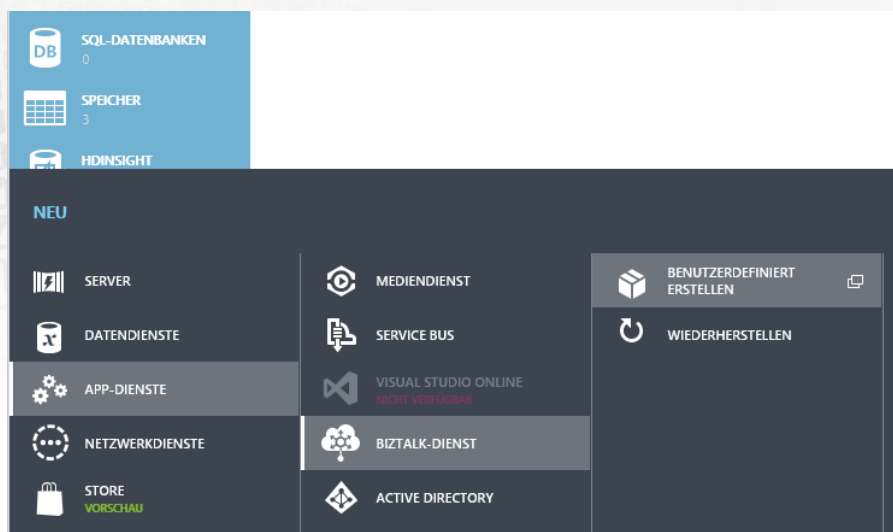 DB
SQL-DATENBANKEN
0
SPEICHER
3
HDINSIGHT
NEU
SERVER
DATENDIENSTE
APP-DIENSTE
NETZWERKDIENSTE
STORE
VORSCHAU
MEDIENDIENST
SERVICE BUS
VISUAL STUDIO ONLINE
NICHT VERFÜGBAR
BIZTALK-DIENST
ACTIVE DIRECTORY
BENUTZERDEFINIERT
ERSTELLEN
WIEDERHERSTELLEN